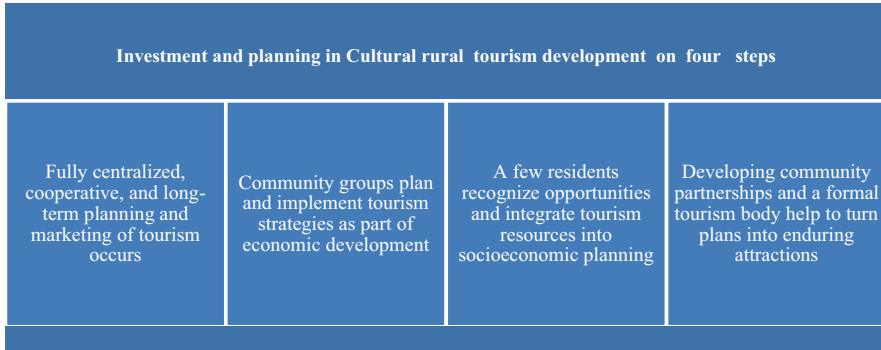 Investment and planning in Cultural rural tourism development on four steps
Fully centralized,
cooperative, and long-
term planning and
marketing of tourism
occurs
Community groups plan
and implement tourism
strategies as part of
economic development
A few residents
recognize opportunities
and integrate tourism
resources into
socioeconomic planning
Developing community
partnerships and a formal
tourism body help to turn
plans into enduring
attractions